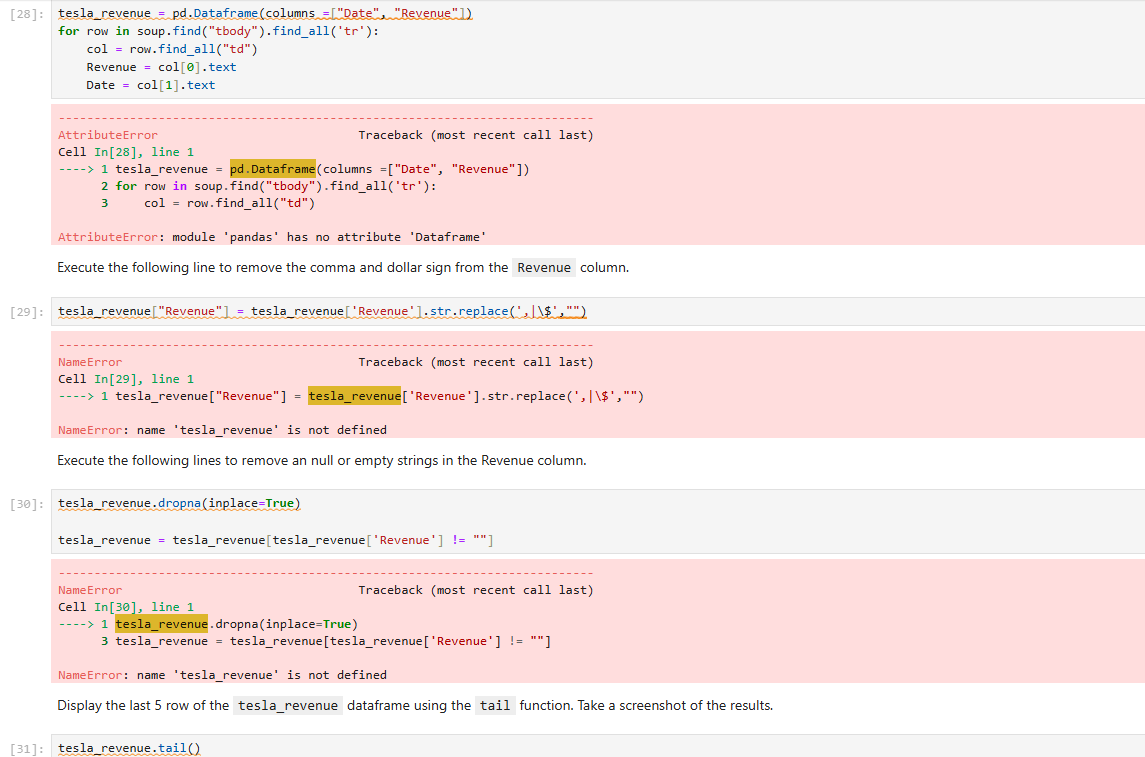 [28]: tesla_revenue = pd.Dataframe(columns =["Date", "Revenue"])
for row in soup.find("tbody").find_all('tr'):
    col = row.find_all("td")
    Revenue = col[0].text
    Date = col[1].text
---------------------------------------------------------------------------
AttributeError                            Traceback (most recent call last)
Cell In[28], line 1
----> 1 tesla_revenue = pd.Dataframe(columns =["Date", "Revenue"])
      2 for row in soup.find("tbody").find_all('tr'):
      3     col = row.find_all("td")
AttributeError: module 'pandas' has no attribute 'Dataframe'
Execute the following line to remove the comma and dollar sign from the Revenue column.
[29]: tesla_revenue["Revenue"] = tesla_revenue['Revenue'].str.replace(',|\$',"")
---------------------------------------------------------------------------
NameError                                 Traceback (most recent call last)
Cell In[29], line 1
----> 1 tesla_revenue["Revenue"] = tesla_revenue['Revenue'].str.replace(',|\$',"")
NameError: name 'tesla_revenue' is not defined
Execute the following lines to remove an null or empty strings in the Revenue column.
[30]: tesla_revenue.dropna(inplace=True)
tesla_revenue = tesla_revenue[tesla_revenue['Revenue'] != ""]
---------------------------------------------------------------------------
NameError                                 Traceback (most recent call last)
Cell In[30], line 1
----> 1 tesla_revenue.dropna(inplace=True)
      3 tesla_revenue = tesla_revenue[tesla_revenue['Revenue'] != ""]
NameError: name 'tesla_revenue' is not defined
Display the last 5 row of the tesla_revenue dataframe using the tail function. Take a screenshot of the results.
[31]: tesla_revenue.tail()